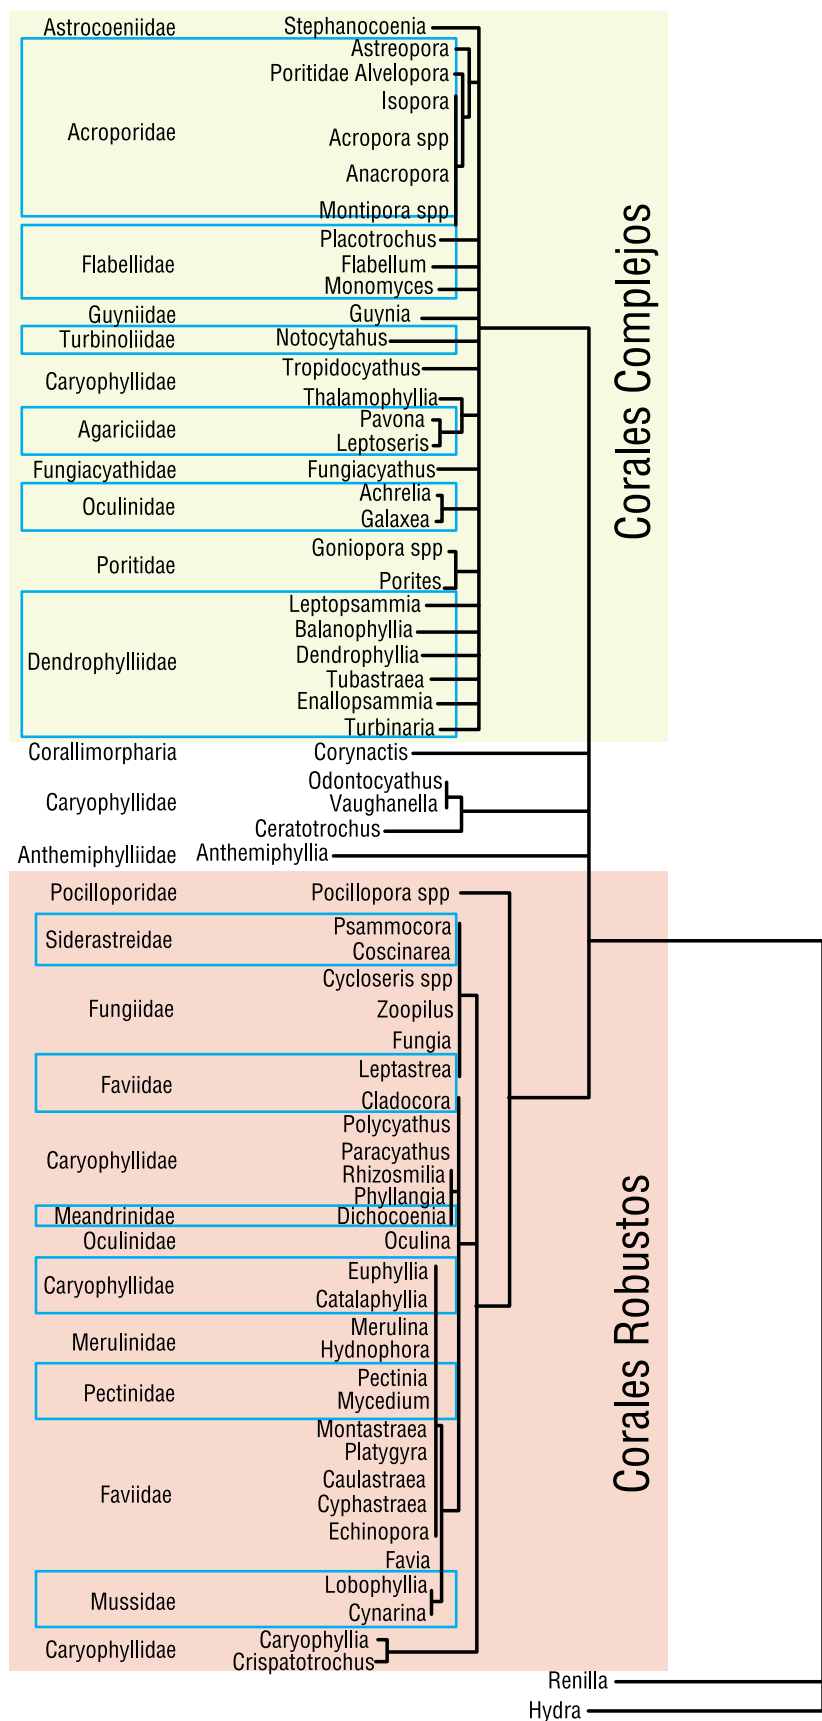 Astrocoeniidae Stephanocoenia
Astreopora
Poritidae Alvelopora
Isopora
Acroporidae Acropora spp
Anacropora
Montipora spp
Placotrochus
Flabellidae Flabellum
Monomyces
Guyniidae Guynia
Turbinoliidae Notocytahus
Caryophyllidae Tropidocyathus
Thalamophyllia
Agariciidae Pavona
Leptoseris
Fungiacyathidae Fungiacyathus
Oculinidae Achrelia
Galaxea
Poritidae Goniopora spp
Porites
Leptopsammia
Balanophyllia
Dendrophylliidae Dendrophyllia
Tubastraea
Enallopsammia
Turbinaria
Corales Complejos
Corallimorpharia Corynactis
Odontocyathus
Caryophyllidae Vaughanella
Ceratotrochus
Anthemiphylliidae Anthemiphyllia
Pocilloporidae Pocillopora spp
Siderastreidae Psammocora
Coscinarea
Cycloseris spp
Fungiidae Zoopilus
Fungia
Faviidae Leptastrea
Cladocora
Polycyathus
Caryophyllidae Paracyathus
Rhizosmilia
Phyllangia
Meandrinidae Dichocoenia
Oculinidae Oculina
Caryophyllidae Euphyllia
Catalaphyllia
Merulinidae Merulina
Hydnophora
Pectinidae Pectinia
Mycedium
Montastraea
Platygyra
Faviidae Caulastraea
Cyphastraea
Echinopora
Favia
Mussidae Lobophyllia
Cynarina
Caryophyllidae Caryophyllia
Crispatotrochus
Corales Robustos
Renilla
Hydra